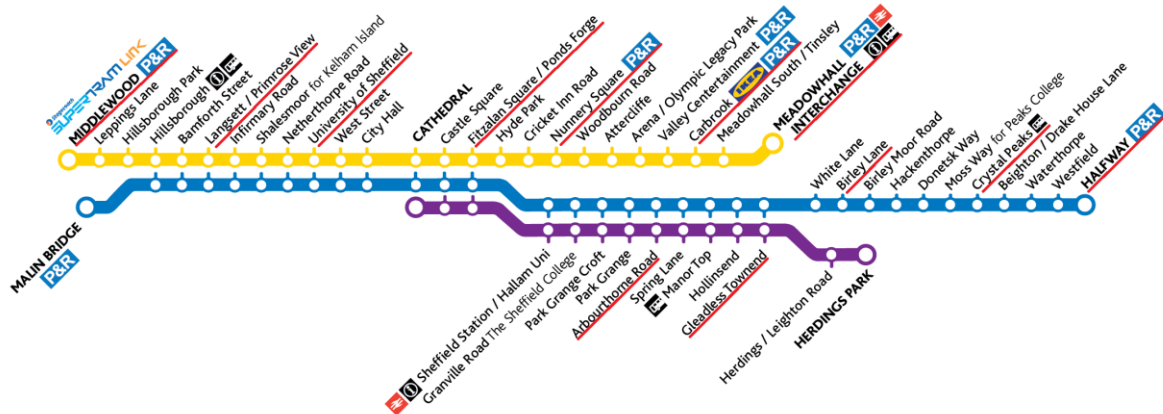 Stagecoach
SUPERTRAM LINK
MIDDLEWOOD P&R
Leppings Lane
Hillsborough Park
Hillsborough
Bamforth Street
Langsett / Primrose View
Infirmary Road
Shalesmoor for Kelham Island
Netherthorpe Road
University of Sheffield
West Street
City Hall
CATHEDRAL
Castle Square
Fitzalan Square / Ponds Forge
Hyde Park
Cricket Inn Road
Nunnery Square P&R
Woodbourn Road
Attercliffe
Arena / Olympic Legacy Park
Valley Centertainment P&R
Carbrook IKEA P&R
Meadowhall South / Tinsley
MEADOWHALL P&R
INTERCHANGE
White Lane
Birley Lane
Birley Moor Road
Hackenthorpe
Donetsk Way
Moss Way for Peaks College
Crystal Peaks
Beighton / Drake House Lane
Waterthorpe
Westfield
HALFWAY P&R
MALIN BRIDGE
P&R
Sheffield Station / Hallam Uni
Granville Road The Sheffield College
Park Grange Croft
Park Grange
Arbourthorne Road
Spring Lane
Manor Top
Hollinsend
Gleadless Townend
Herdings / Leighton Road
HERDINGS PARK